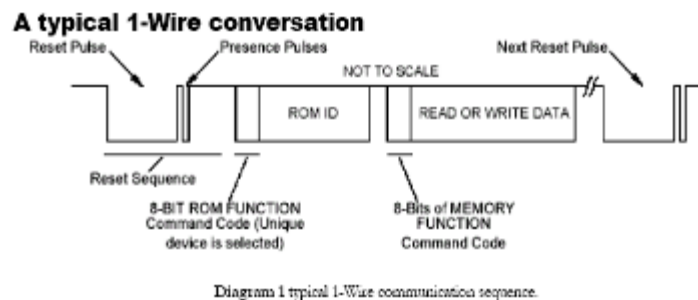 A typical 1-Wire conversation
Reset Pulse
Presence Pulses
Next Reset Pulse
NOT TO SCALE
ROM ID
READ OR WRITE DATA
Reset Sequence
8-BIT ROM FUNCTION
Command Code (Unique
device is selected)
8-Bits of MEMORY
FUNCTION
Command Code
Diagram 1 typical 1-Wire communication sequence.